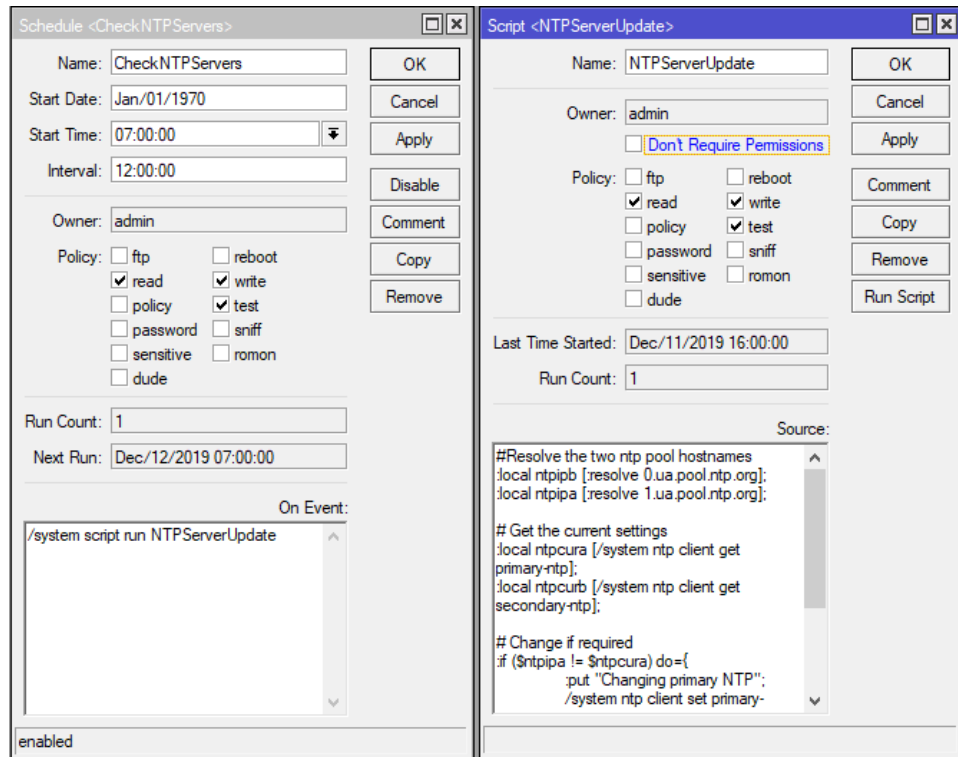 Schedule <CheckNTPServers>
Name: CheckNTPServers
OK
Start Date: Jan/01/1970
Cancel
Start Time: 07:00:00
Apply
Interval: 12:00:00
Disable
Owner: admin
Comment
Policy: ftp reboot
Copy
read write
policy test
Remove
password sniff
sensitive romon
dude
Run Count: 1
Next Run: Dec/12/2019 07:00:00
On Event:
/system script run NTPServerUpdate
enabled
Script <NTPServerUpdate>
Name: NTPServerUpdate
OK
Owner: admin
Cancel
Don't Require Permissions
Apply
Policy: ftp reboot
Comment
read write
policy test
Copy
password sniff
Remove
sensitive romon
dude
Run Script
Last Time Started: Dec/11/2019 16:00:00
Run Count: 1
Source:
#Resolve the two ntp pool hostnames
:local ntpipb [:resolve 0.ua.pool.ntp.org];
:local ntpipa [:resolve 1.ua.pool.ntp.org];
# Get the current settings
:local ntpcura [/system ntp client get
primary-ntp];
:local ntpcurb [/system ntp client get
secondary-ntp];
# Change if required
:if ($ntpipa != $ntpcura) do={
:put "Changing primary NTP";
/system ntp client set primary-